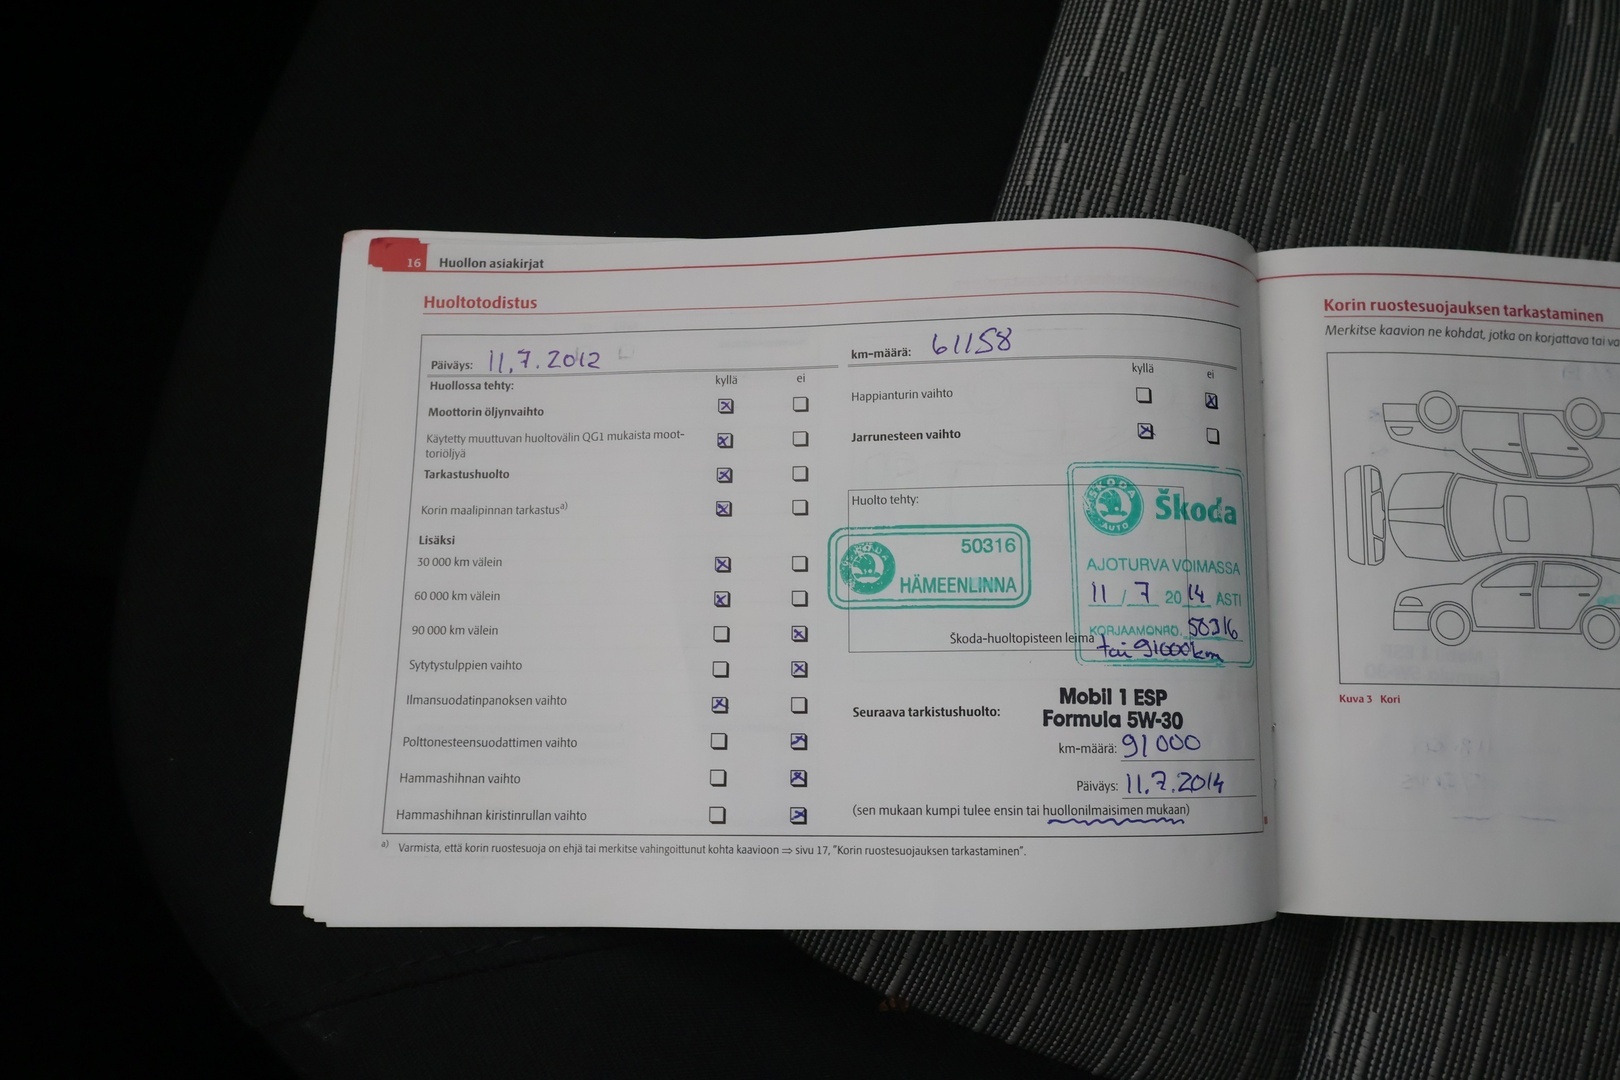 16 Huollon asiakirjat
Huoltotodistus
Päiväys: 11.7.2012
km-määrä: 61158
Huollossa tehty: kyllä ei
Moottorin öljynvaihto
Käytetty muuttuvan huoltovälin QG1 mukaista moot-
toriöljyä
Tarkastushuolto
Korin maalipinnan tarkastus a)
Lisäksi
30 000 km välein
60 000 km välein
90 000 km välein
Sytytystulppien vaihto
Ilmansuodatinpanoksen vaihto
Polttonesteensuodattimen vaihto
Hammashihnan vaihto
Hammashihnan kiristinrullan vaihto
kyllä ei
Happianturin vaihto
Jarrunesteen vaihto
Huolto tehty:
50316
HÄMEENLINNA
ŠKODA
AUTO
Škoda
AJOTURVA VOIMASSA
11 / 7 2014 ASTI
KORJAAMONRO. 50316
tai 91000km
Škoda-huoltopisteen leima
Seuraava tarkistushuolto:
Mobil 1 ESP
Formula 5W-30
km-määrä: 91000
Päiväys: 11.7.2014
(sen mukaan kumpi tulee ensin tai huollonilmaisimen mukaan)
a) Varmista, että korin ruostesuoja on ehjä tai merkitse vahingoittunut kohta kaavioon ⇒ sivu 17, "Korin ruostesuojauksen tarkastaminen".
Korin ruostesuojauksen tarkastaminen
Merkitse kaavion ne kohdat, jotka on korjattava tai
Kuva 3 Kori